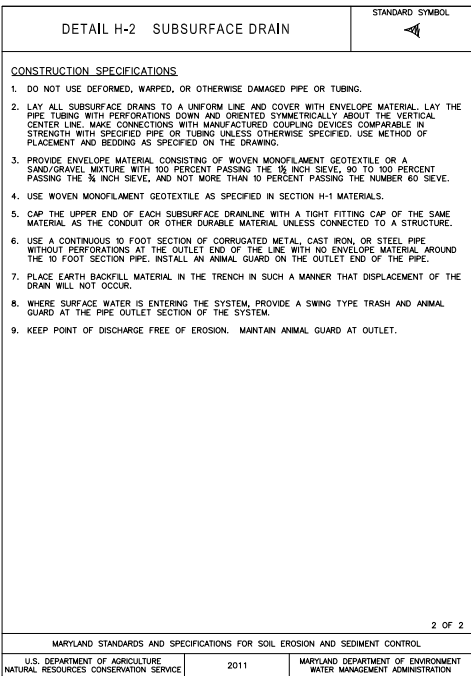 DETAIL H-2 SUBSURFACE DRAIN
STANDARD SYMBOL
CONSTRUCTION SPECIFICATIONS
1. DO NOT USE DEFORMED, WARPED, OR OTHERWISE DAMAGED PIPE OR TUBING.
2. LAY ALL SUBSURFACE DRAINS TO A UNIFORM LINE AND COVER WITH ENVELOPE MATERIAL. LAY THE
PIPE TUBING WITH PERFORATIONS DOWN AND ORIENTED SYMMETRICALLY ABOUT THE VERTICAL
CENTER LINE. MAKE CONNECTIONS WITH MANUFACTURED COUPLING DEVICES COMPARABLE IN
STRENGTH WITH SPECIFIED PIPE OR TUBING UNLESS OTHERWISE SPECIFIED. USE METHOD OF
PLACEMENT AND BEDDING AS SPECIFIED ON THE DRAWING.
3. PROVIDE ENVELOPE MATERIAL CONSISTING OF WOVEN MONOFILAMENT GEOTEXTILE OR A
SAND/GRAVEL MIXTURE WITH 100 PERCENT PASSING THE 1½ INCH SIEVE, 90 TO 100 PERCENT
PASSING THE ¾ INCH SIEVE, AND NOT MORE THAN 10 PERCENT PASSING THE NUMBER 60 SIEVE.
4. USE WOVEN MONOFILAMENT GEOTEXTILE AS SPECIFIED IN SECTION H-1 MATERIALS.
5. CAP THE UPPER END OF EACH SUBSURFACE DRAINLINE WITH A TIGHT FITTING CAP OF THE SAME
MATERIAL AS THE CONDUIT OR OTHER DURABLE MATERIAL UNLESS CONNECTED TO A STRUCTURE.
6. USE A CONTINUOUS 10 FOOT SECTION OF CORRUGATED METAL, CAST IRON, OR STEEL PIPE
WITHOUT PERFORATIONS AT THE OUTLET END OF THE LINE WITH NO ENVELOPE MATERIAL AROUND
THE 10 FOOT SECTION PIPE. INSTALL AN ANIMAL GUARD ON THE OUTLET END OF THE PIPE.
7. PLACE EARTH BACKFILL MATERIAL IN THE TRENCH IN SUCH A MANNER THAT DISPLACEMENT OF THE
DRAIN WILL NOT OCCUR.
8. WHERE SURFACE WATER IS ENTERING THE SYSTEM, PROVIDE A SWING TYPE TRASH AND ANIMAL
GUARD AT THE PIPE OUTLET SECTION OF THE SYSTEM.
9. KEEP POINT OF DISCHARGE FREE OF EROSION. MAINTAIN ANIMAL GUARD AT OUTLET.
2 OF 2
MARYLAND STANDARDS AND SPECIFICATIONS FOR SOIL EROSION AND SEDIMENT CONTROL
U.S. DEPARTMENT OF AGRICULTURE
NATURAL RESOURCES CONSERVATION SERVICE
2011
MARYLAND DEPARTMENT OF ENVIRONMENT
WATER MANAGEMENT ADMINISTRATION